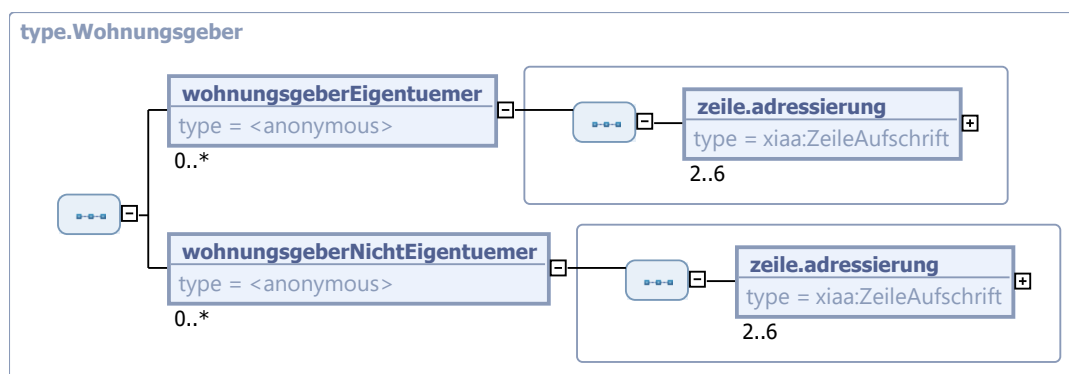 type.Wohnungsgeber
wohnungsgeberEigentuemer
type = <anonymous>
0..*
zeile.adressierung
type = xiaa:ZeileAufschrift
2..6
wohnungsgeberNichtEigentuemer
type = <anonymous>
0..*
zeile.adressierung
type = xiaa:ZeileAufschrift
2..6